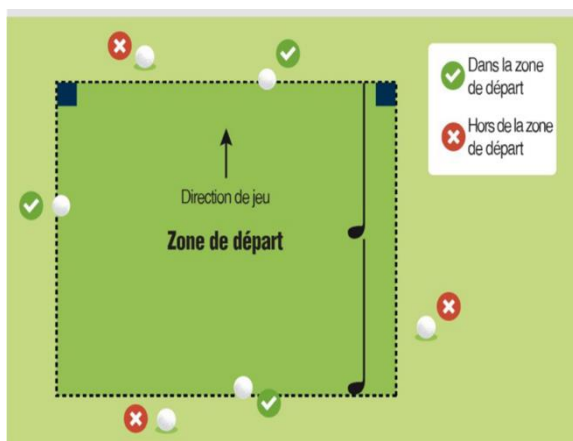 Dans la zone
de départ
Hors de la zone
de départ
Direction de jeu
Zone de départ